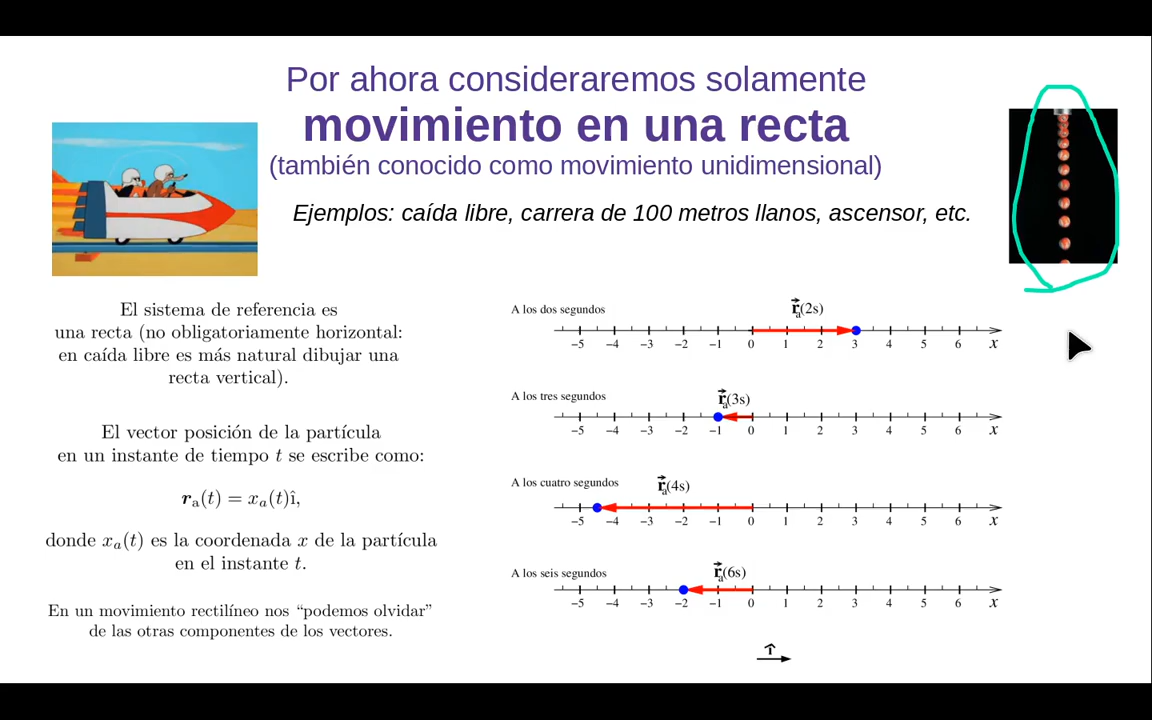 Por ahora consideraremos solamente
movimiento en una recta
(también conocido como movimiento unidimensional)
Ejemplos: caída libre, carrera de 100 metros llanos, ascensor, etc.
El sistema de referencia es
una recta (no obligatoriamente horizontal:
en caída libre es más natural dibujar una
recta vertical).
El vector posición de la partícula
en un instante de tiempo t se escribe como:
r_a(t) = x_a(t)î,
donde x_a(t) es la coordenada x de la partícula
en el instante t.
En un movimiento rectilíneo nos “podemos olvidar”
de las otras componentes de los vectores.
A los dos segundos
r⃗_a(2s)
−5 −4 −3 −2 −1 0 1 2 3 4 5 6 x
A los tres segundos
r⃗_a(3s)
−5 −4 −3 −2 −1 0 1 2 3 4 5 6 x
A los cuatro segundos
r⃗_a(4s)
−5 −4 −3 −2 −1 0 1 2 3 4 5 6 x
A los seis segundos
r⃗_a(6s)
−5 −4 −3 −2 −1 0 1 2 3 4 5 6 x
î